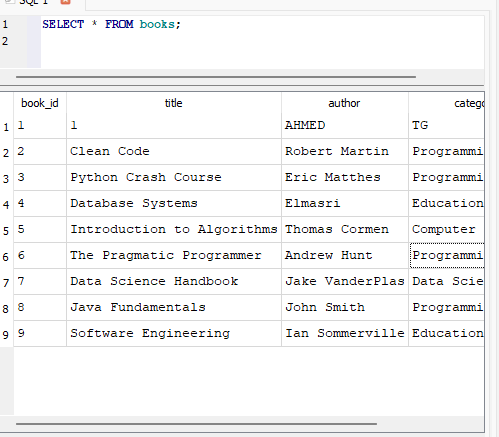 SQL 1
1 SELECT * FROM books;
2
book_id title author catego
1 1 1 AHMED TG
2 2 Clean Code Robert Martin Programmi
3 3 Python Crash Course Eric Matthes Programmi
4 4 Database Systems Elmasri Education
5 5 Introduction to Algorithms Thomas Cormen Computer
6 6 The Pragmatic Programmer Andrew Hunt Programmi
7 7 Data Science Handbook Jake VanderPlas Data Scie
8 8 Java Fundamentals John Smith Programmi
9 9 Software Engineering Ian Sommerville Education